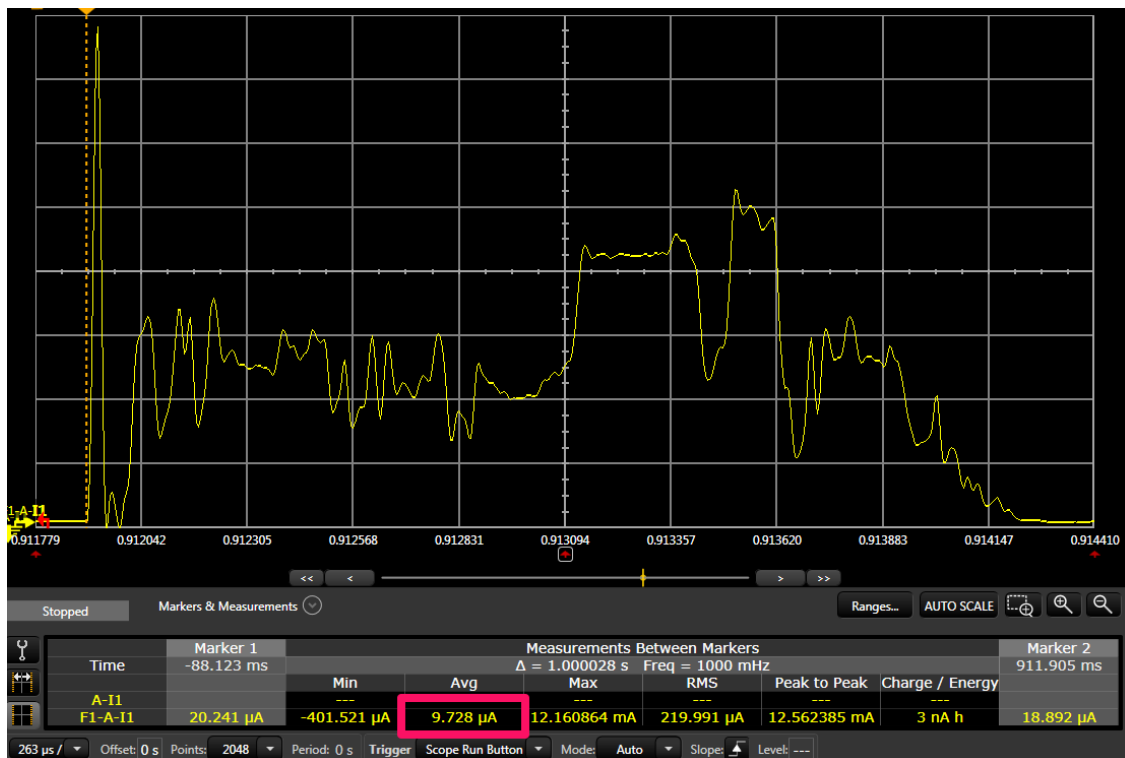 1-A-I1
0.911779 0.912042 0.912305 0.912568 0.912831 0.913094 0.913357 0.913620 0.913883 0.914147 0.914410
<< < > >>
Stopped Markers & Measurements Ranges... AUTO SCALE
Marker 1 Measurements Between Markers Marker 2
Time -88.123 ms Δ = 1.000028 s Freq = 1000 mHz 911.905 ms
Min Avg Max RMS Peak to Peak Charge / Energy
A-I1 --- --- --- --- --- ---
F1-A-I1 20.241 µA -401.521 µA 9.728 µA 12.160864 mA 219.991 µA 12.562385 mA 3 nA h 18.892 µA
263 µs / Offset: 0 s Points: 2048 Period: 0 s Trigger Scope Run Button Mode: Auto Slope: Level: ---